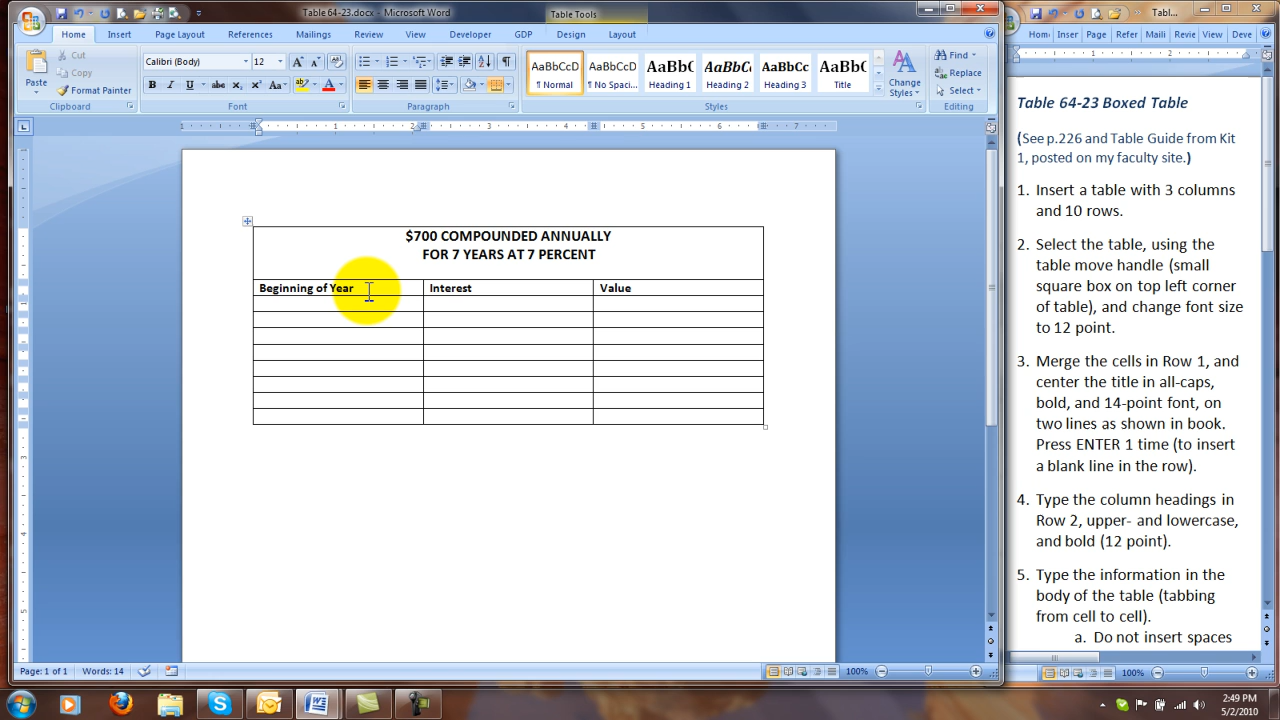 Table 64-23.docx - Microsoft Word
Table Tools
Tabl...
Home Insert Page Layout References Mailings Review View Developer GDP Design Layout
Hom Inser Page Refer Maili Revie View Deve
Cut
Copy
Format Painter
Paste
Clipboard
Calibri (Body) 12
Font
Paragraph
AaBbCcD AaBbCcD AaBbC AaBbCc AaBbCc AaBbC
¶ Normal ¶ No Spaci... Heading 1 Heading 2 Heading 3 Title
Change
Styles
Styles
Find
Replace
Select
Editing
$700 COMPOUNDED ANNUALLY
FOR 7 YEARS AT 7 PERCENT
Beginning of Year Interest Value
Table 64-23 Boxed Table
(See p.226 and Table Guide from Kit
1, posted on my faculty site.)
1. Insert a table with 3 columns
and 10 rows.
2. Select the table, using the
table move handle (small
square box on top left corner
of table), and change font size
to 12 point.
3. Merge the cells in Row 1, and
center the title in all-caps,
bold, and 14-point font, on
two lines as shown in book.
Press ENTER 1 time (to insert
a blank line in the row).
4. Type the column headings in
Row 2, upper- and lowercase,
and bold (12 point).
5. Type the information in the
body of the table (tabbing
from cell to cell).
a. Do not insert spaces
Page: 1 of 1 Words: 14 100%
100%
2:49 PM
5/2/2010